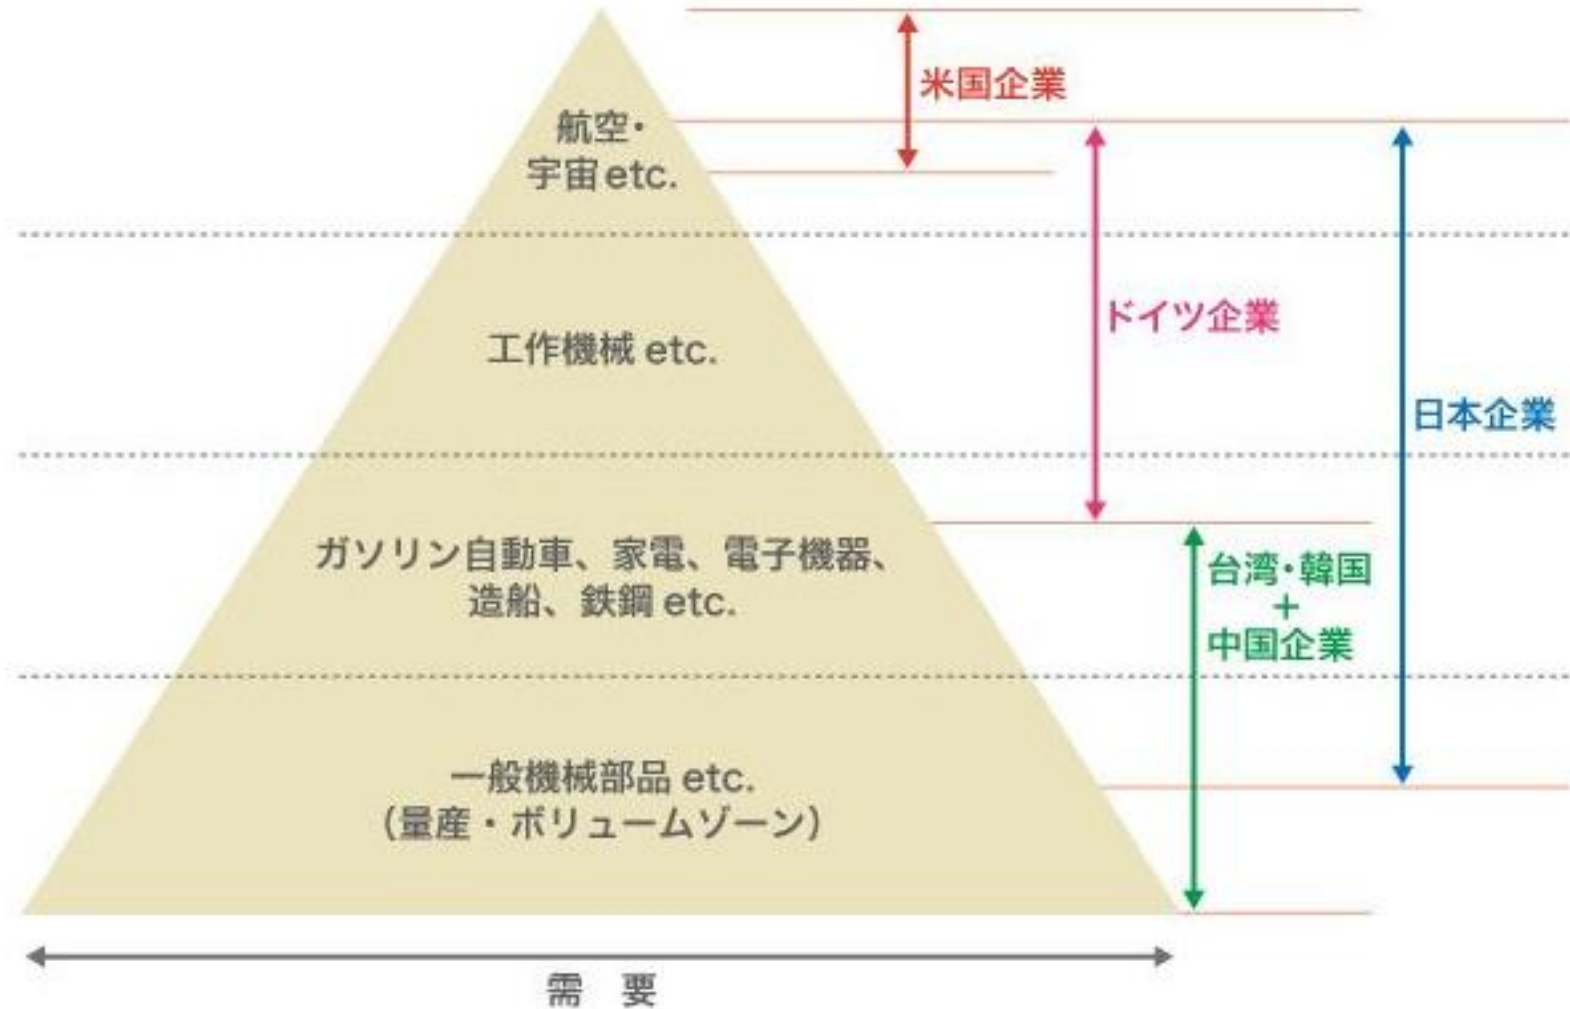 米国企業
航空・
宇宙etc.
ドイツ企業
工作機械 etc.
日本企業
ガソリン自動車、家電、電子機器、
造船、鉄鋼 etc.
台湾・韓国
+
中国企業
一般機械部品 etc.
(量産・ボリュームゾーン)
需 要